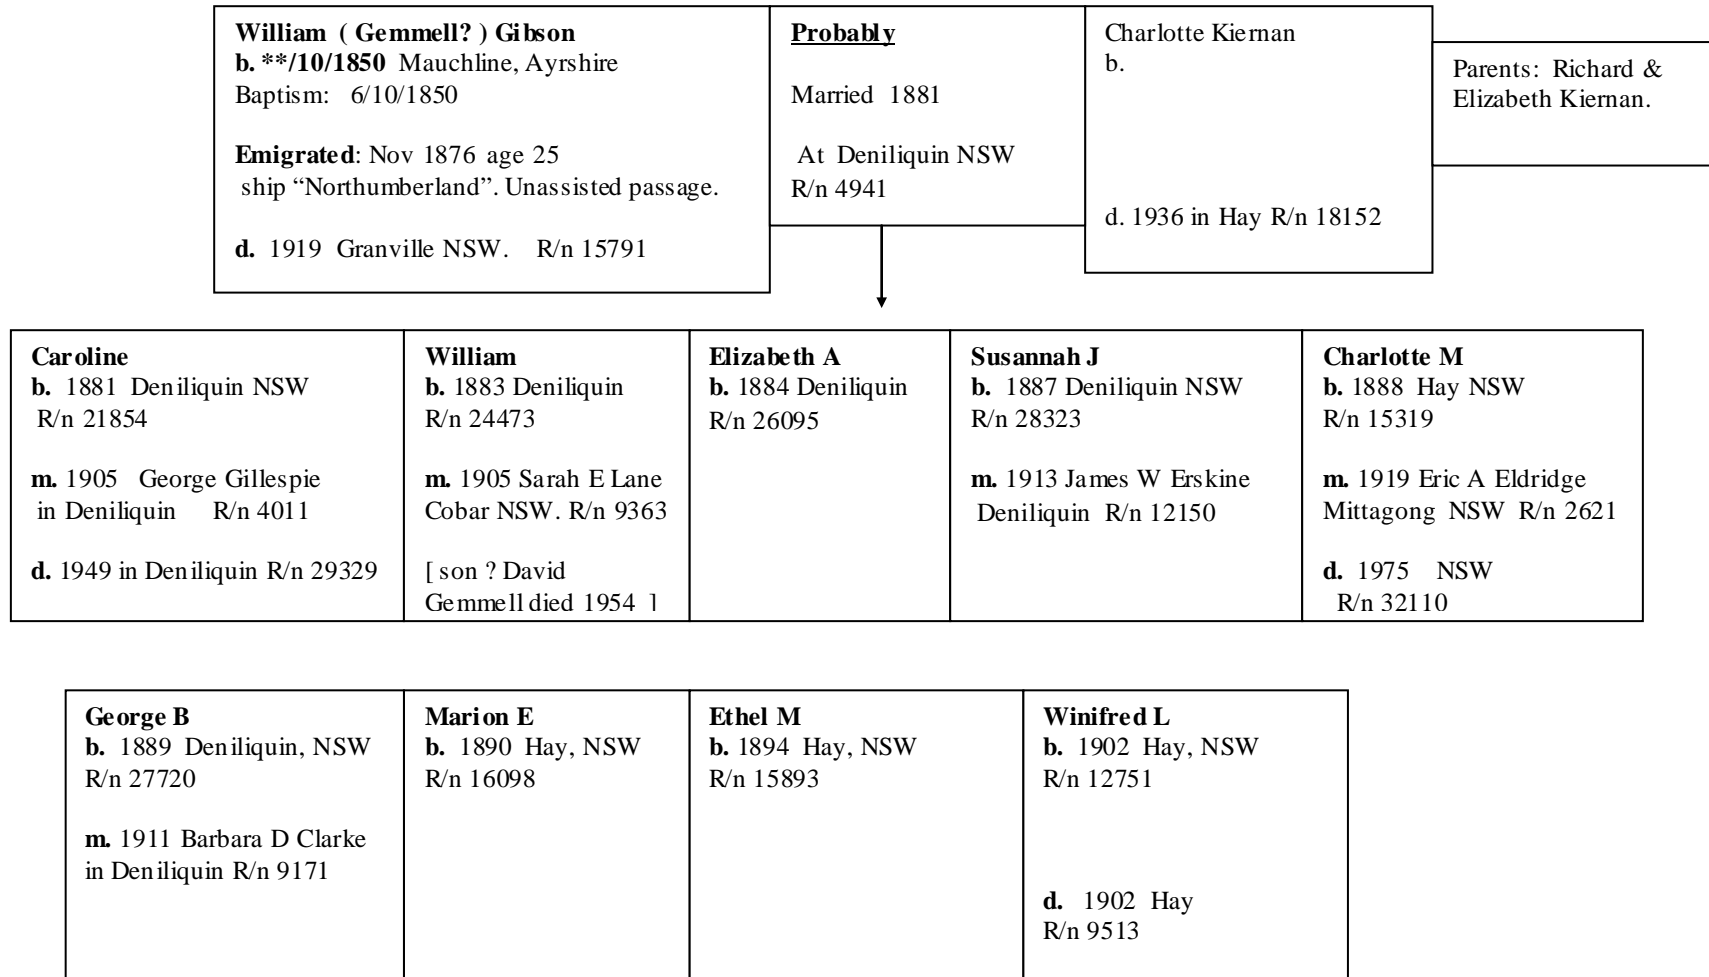 William ( Gemmell? ) Gibson
b. **/10/1850 Mauchline, Ayrshire
Baptism: 6/10/1850
Emigrated: Nov 1876 age 25
ship “Northumberland”. Unassisted passage.
d. 1919 Granville NSW. R/n 15791
Probably
Married 1881
At Deniliquin NSW
R/n 4941
Charlotte Kiernan
b.
d. 1936 in Hay R/n 18152
Parents: Richard &
Elizabeth Kiernan.
Caroline
b. 1881 Deniliquin NSW
R/n 21854
m. 1905 George Gillespie
in Deniliquin R/n 4011
d. 1949 in Deniliquin R/n 29329
William
b. 1883 Deniliquin
R/n 24473
m. 1905 Sarah E Lane
Cobar NSW. R/n 9363
[ son ? David
Gemmell died 1954 ]
Elizabeth A
b. 1884 Deniliquin
R/n 26095
Susannah J
b. 1887 Deniliquin NSW
R/n 28323
m. 1913 James W Erskine
Deniliquin R/n 12150
Charlotte M
b. 1888 Hay NSW
R/n 15319
m. 1919 Eric A Eldridge
Mittagong NSW R/n 2621
d. 1975 NSW
R/n 32110
George B
b. 1889 Deniliquin, NSW
R/n 27720
m. 1911 Barbara D Clarke
in Deniliquin R/n 9171
Marion E
b. 1890 Hay, NSW
R/n 16098
Ethel M
b. 1894 Hay, NSW
R/n 15893
Winifred L
b. 1902 Hay, NSW
R/n 12751
d. 1902 Hay
R/n 9513